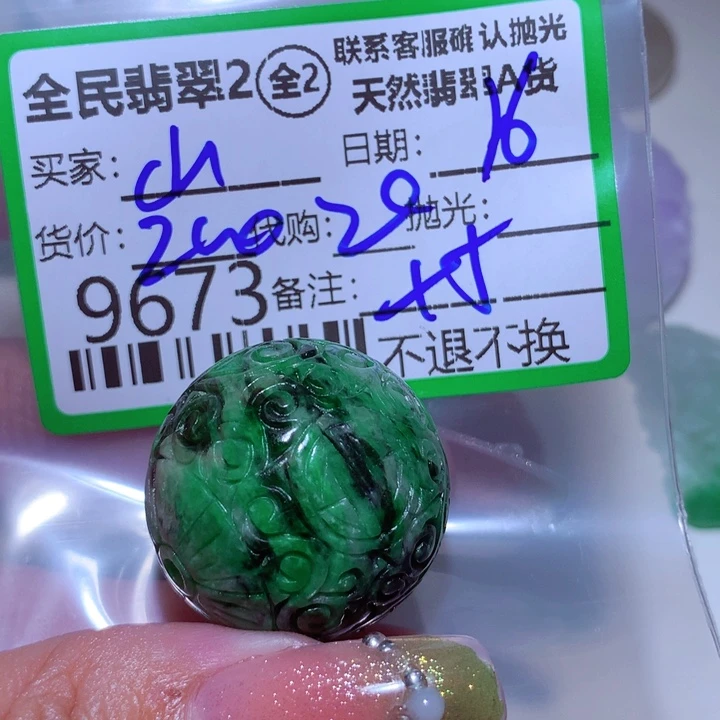 全民翡翠2 全2
联系客服确认抛光
天然翡翠A货
买家: ch
日期: 16
货价: 200 代购: 20 抛光:
9673 备注:
不退不换